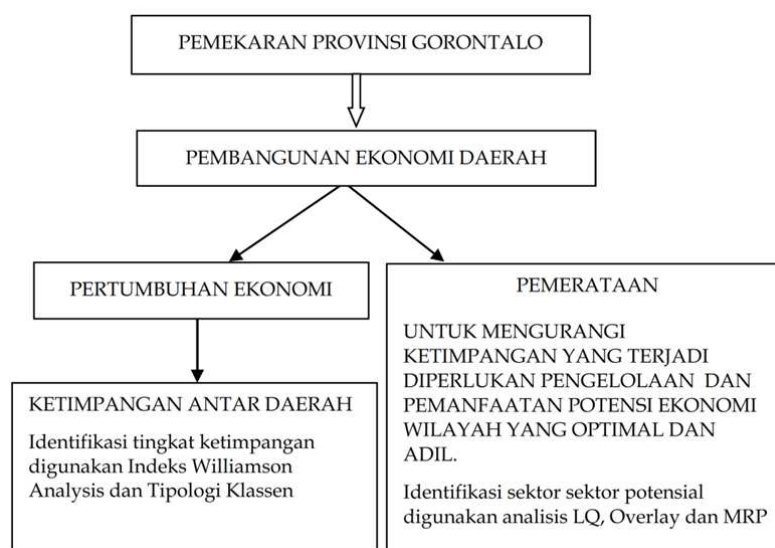 PEMEKARAN PROVINSI GORONTALO
PEMBANGUNAN EKONOMI DAERAH
PERTUMBUHAN EKONOMI
KETIMPANGAN ANTAR DAERAH
Identifikasi tingkat ketimpangan
digunakan Indeks Williamson
Analysis dan Tipologi Klassen
PEMERATAAN
UNTUK MENGURANGI
KETIMPANGAN YANG TERJADI
DIPERLUKAN PENGELOLAAN DAN
PEMANFAATAN POTENSI EKONOMI
WILAYAH YANG OPTIMAL DAN
ADIL.
Identifikasi sektor sektor potensial
digunakan analisis LQ, Overlay dan MRP